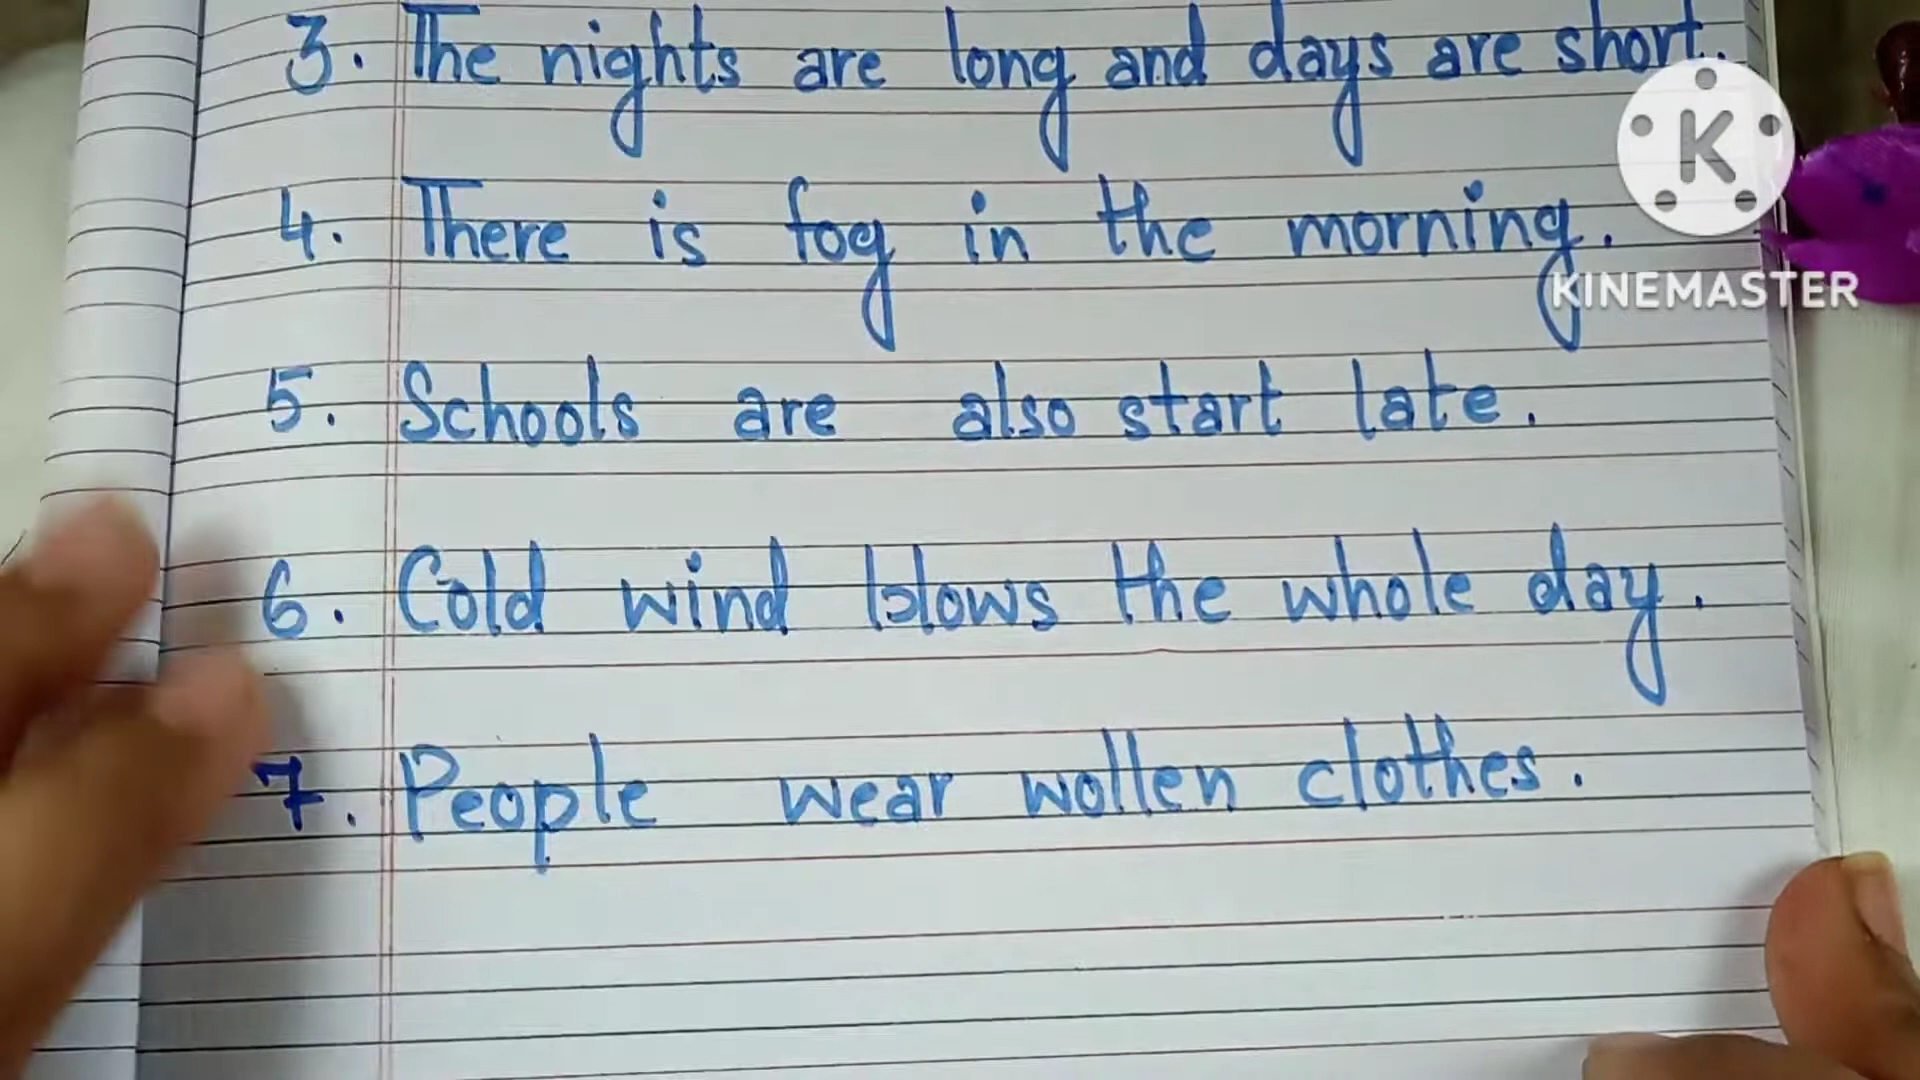 3. The nights are long and days are short.
K
4. There is fog in the morning.
KINEMASTER
5. Schools are also start late.
6. Cold wind blows the whole day.
7. People wear wollen clothes.